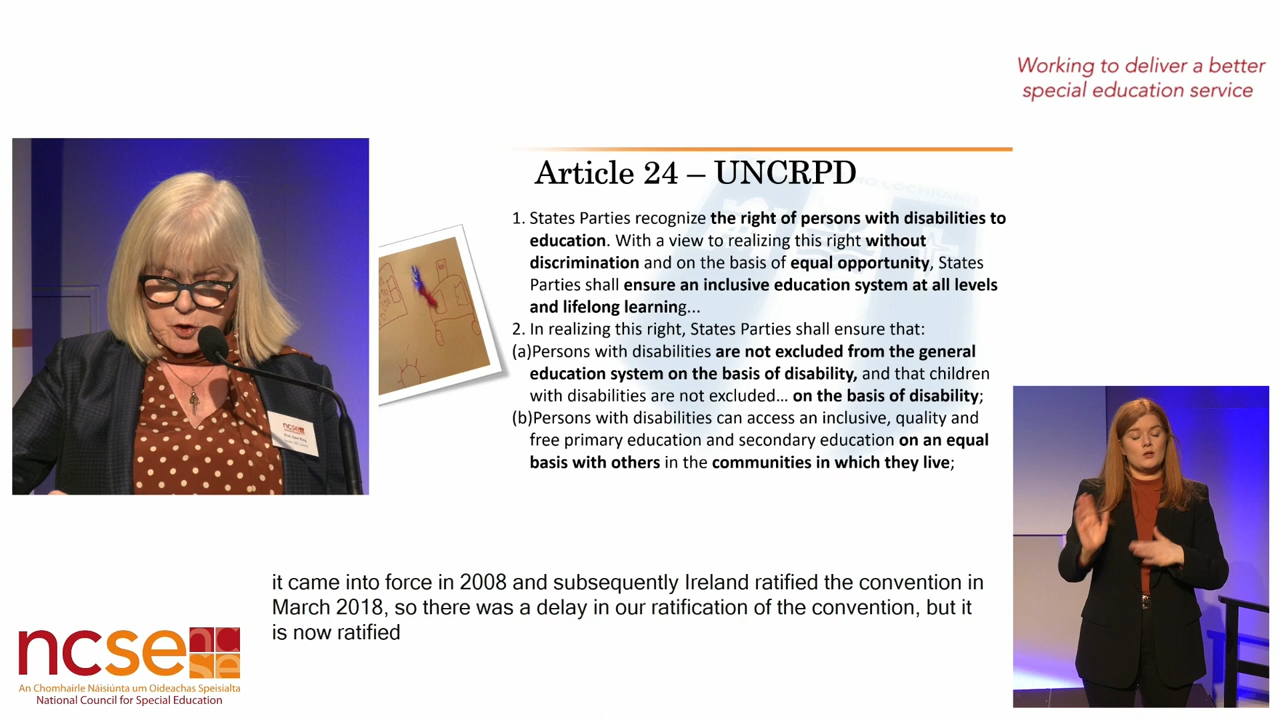 Working to deliver a better
special education service
Article 24 – UNCRPD
1. States Parties recognize the right of persons with disabilities to
education. With a view to realizing this right without
discrimination and on the basis of equal opportunity, States
Parties shall ensure an inclusive education system at all levels
and lifelong learning...
2. In realizing this right, States Parties shall ensure that:
(a)Persons with disabilities are not excluded from the general
education system on the basis of disability, and that children
with disabilities are not excluded... on the basis of disability;
(b)Persons with disabilities can access an inclusive, quality and
free primary education and secondary education on an equal
basis with others in the communities in which they live;
ncse
it came into force in 2008 and subsequently Ireland ratified the convention in
March 2018, so there was a delay in our ratification of the convention, but it
is now ratified
ncse
nc
se
An Chomhairle Náisiúnta um Oideachas Speisialta
National Council for Special Education